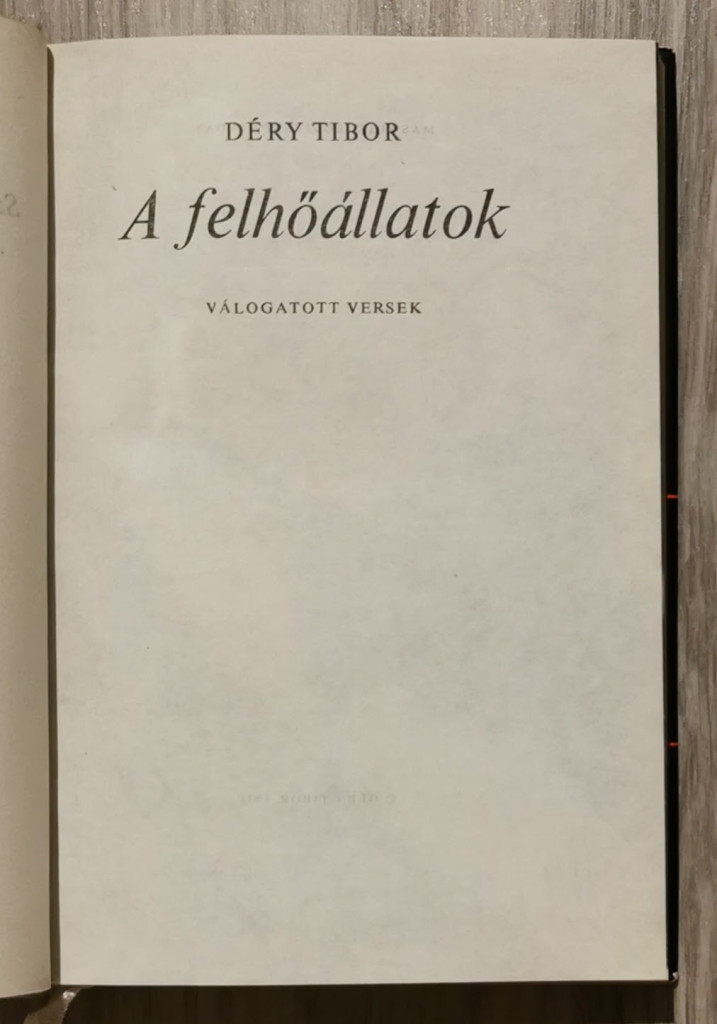 DÉRY TIBOR
A felhőállatok
VÁLOGATOTT VERSEK